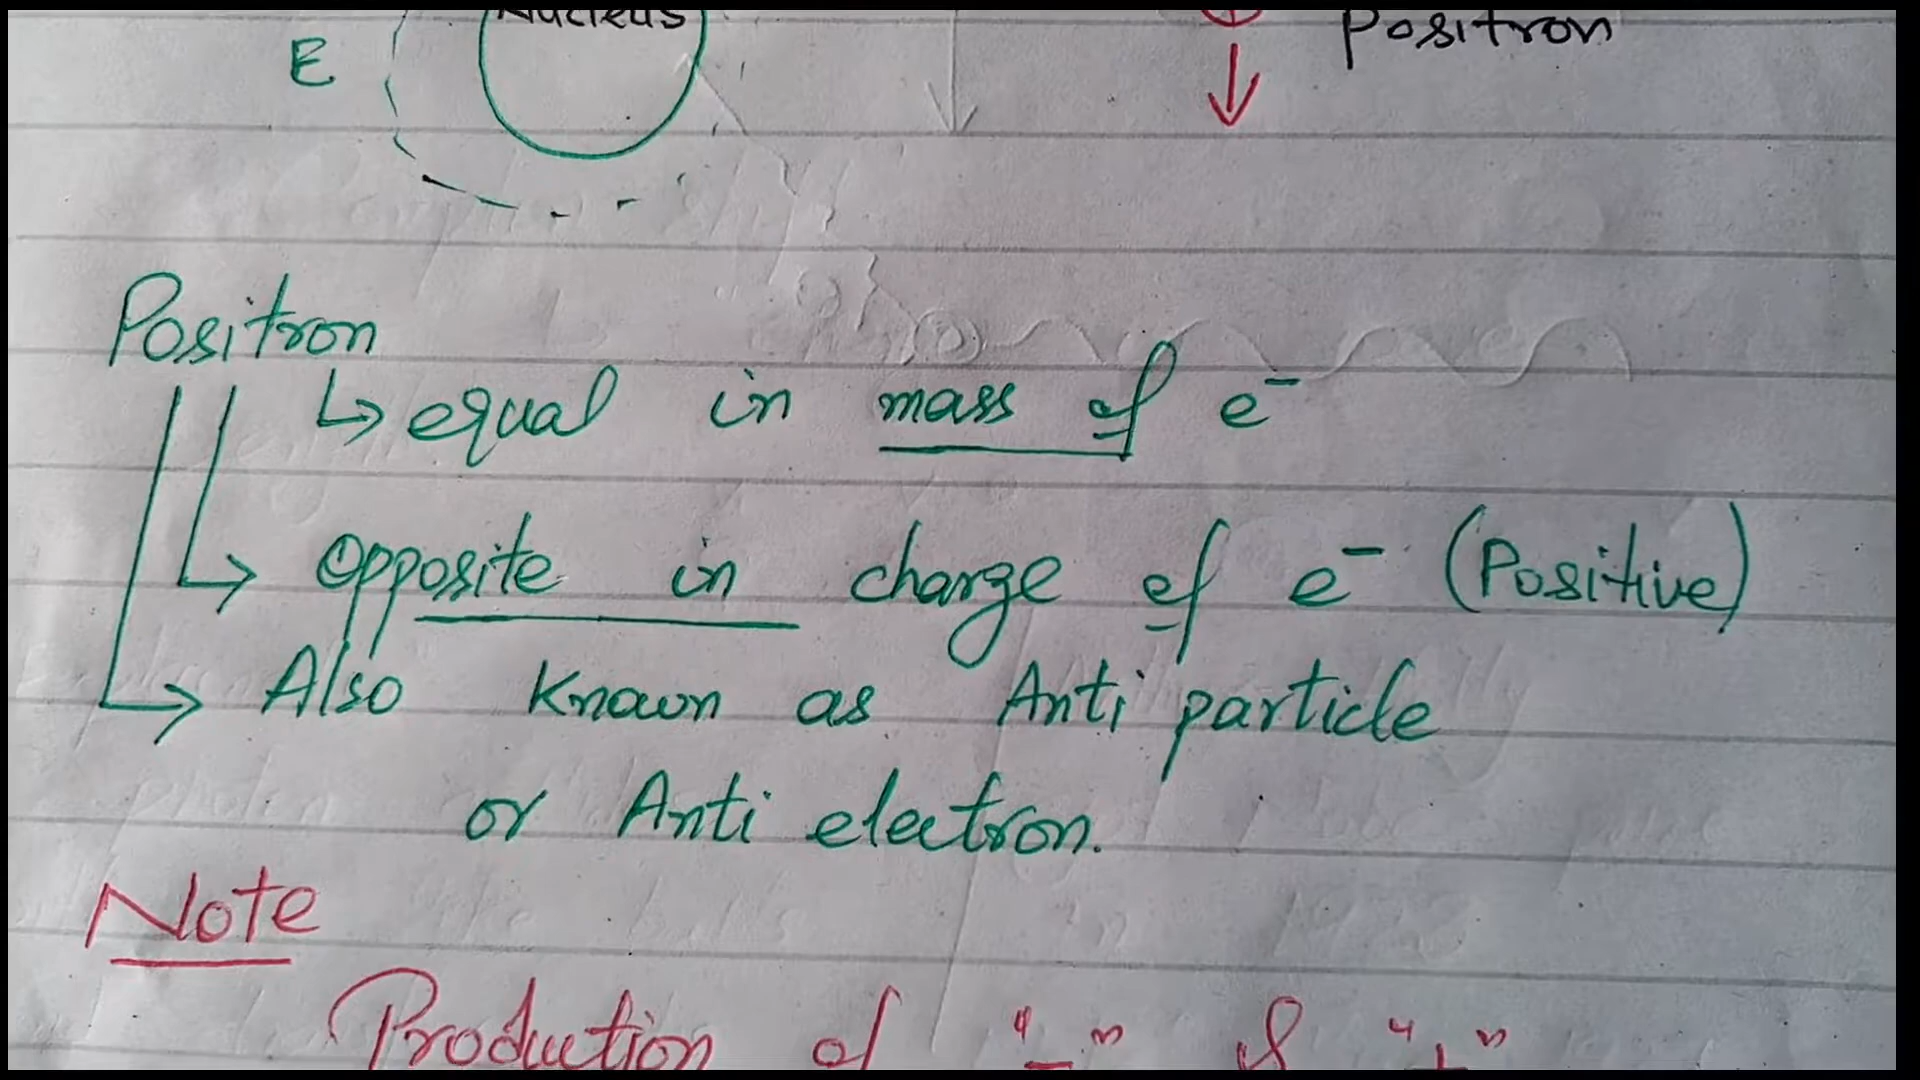 Nucleus
E
Positron
Positron
↳ equal in mass of e⁻
→ opposite in charge of e⁻ (Positive)
→ Also known as Anti particle
or Anti electron.
Note
Production of "-" & "+"